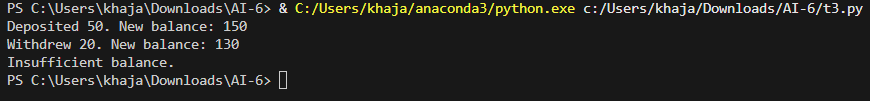 PS C:\Users\khaja\Downloads\AI-6> & C:/Users/khaja/anaconda3/python.exe c:/Users/khaja/Downloads/AI-6/t3.py
Deposited 50. New balance: 150
Withdrew 20. New balance: 130
Insufficient balance.
PS C:\Users\khaja\Downloads\AI-6>